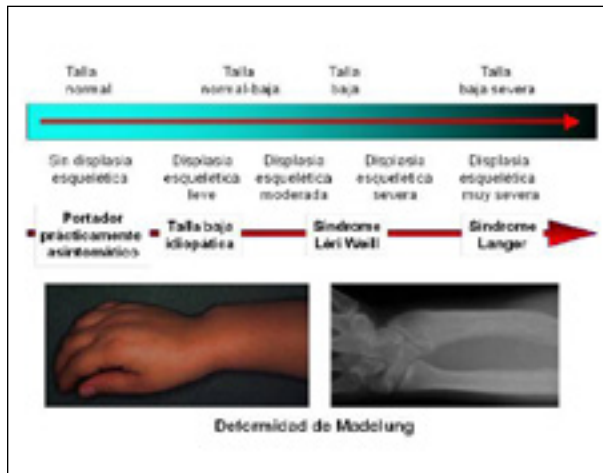 Talla
normal
Talla
normal-baja
Talla
baja
Talla
baja severa
Sin displasia
esquelética
Displasia
esquelética
leve
Displasia
esquelética
moderada
Displasia
esquelética
severa
Displasia
esquelética
muy severa
Portador
prácticamente
asintomático
Talla baja
idiopática
Síndrome
Léri Weill
Síndrome
Langer
Deformidad de Madelung